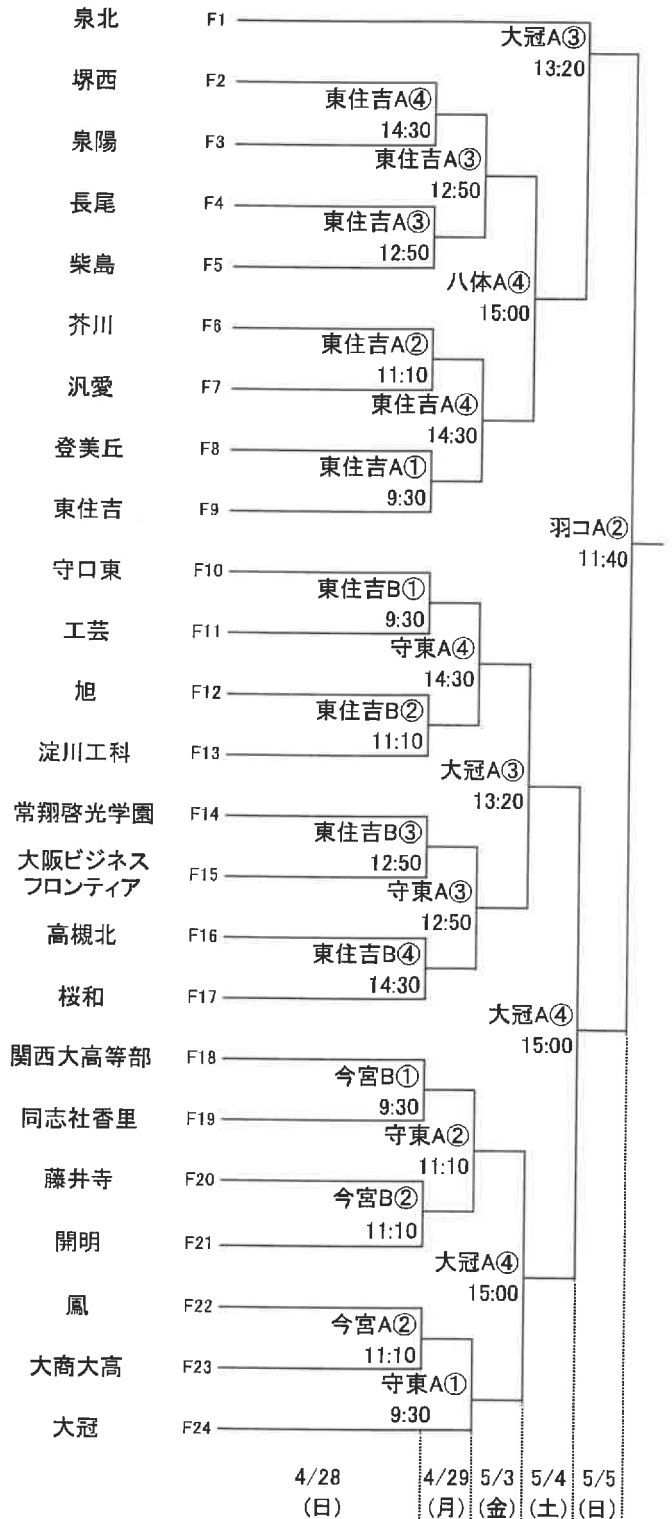 泉北 F1
大冠A③
13:20
堺西 F2
東住吉A④
14:30
泉陽 F3
東住吉A③
12:50
長尾 F4
東住吉A③
12:50
柴島 F5
八体A④
15:00
芥川 F6
東住吉A②
11:10
汎愛 F7
東住吉A④
14:30
登美丘 F8
東住吉A①
9:30
東住吉 F9
羽コA②
11:40
守口東 F10
東住吉B①
9:30
工芸 F11
守東A④
14:30
旭 F12
東住吉B②
11:10
淀川工科 F13
大冠A③
13:20
常翔啓光学園 F14
東住吉B③
12:50
大阪ビジネス
フロンティア F15
守東A③
12:50
高槻北 F16
東住吉B④
14:30
桜和 F17
大冠A④
15:00
関西大高等部 F18
今宮B①
9:30
同志社香里 F19
守東A②
11:10
藤井寺 F20
今宮B②
11:10
開明 F21
大冠A④
15:00
鳳 F22
今宮A②
11:10
大商大高 F23
守東A①
9:30
大冠 F24
4/28 4/29 5/3 5/4 5/5
(日) (月) (金) (土) (日)